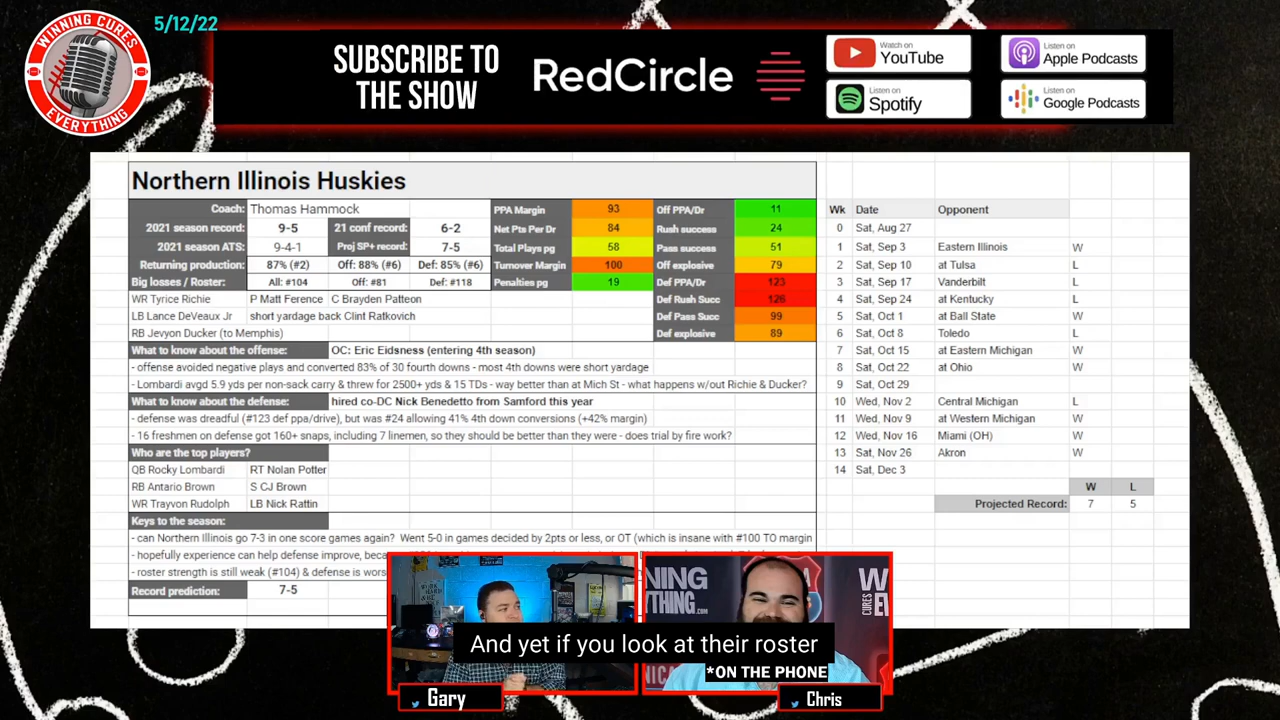 5/12/22
WINNING CURES
EVERYTHING
SUBSCRIBE TO
THE SHOW
RedCircle
Watch on
YouTube
Listen on
Apple Podcasts
Listen on
Spotify
Listen on
Google Podcasts
Northern Illinois Huskies
Coach: Thomas Hammock PPA Margin 93 Off PPA/Dr 11
2021 season record: 9-5 21 conf record: 6-2 Net Pts Per Dr 84 Rush success 24
2021 season ATS: 9-4-1 Proj SP+ record: 7-5 Total Plays pg 58 Pass success 51
Returning production: 87% (#2) Off: 88% (#6) Def: 85% (#6) Turnover Margin 100 Off explosive 79
Big losses / Roster: All: #104 Off: #81 Def: #118 Penalties pg 19 Def PPA/Dr 123
WR Tyrice Richie P Matt Ference C Brayden Patteon Def Rush Succ 126
LB Lance DeVeaux Jr short yardage back Clint Ratkovich Def Pass Succ 99
RB Jevyon Ducker (to Memphis) Def explosive 89
What to know about the offense: OC: Eric Eidsness (entering 4th season)
- offense avoided negative plays and converted 83% of 30 fourth downs - most 4th downs were short yardage
- Lombardi avgd 5.9 yds per non-sack carry & threw for 2500+ yds & 15 TDs - way better than at Mich St - what happens w/out Richie & Ducker?
What to know about the defense: hired co-DC Nick Benedetto from Samford this year
- defense was dreadful (#123 def ppa/drive), but was #24 allowing 41% 4th down conversions (+42% margin)
- 16 freshmen on defense got 160+ snaps, including 7 linemen, so they should be better than they were - does trial by fire work?
Who are the top players?
QB Rocky Lombardi RT Nolan Potter
RB Antario Brown S CJ Brown
WR Trayvon Rudolph LB Nick Rattin
Keys to the season:
- can Northern Illinois go 7-3 in one score games again? Went 5-0 in games decided by 2pts or less, or OT (which is insane with #100 TO margin
- hopefully experience can help defense improve, beca
- roster strength is still weak (#104) & defense is wors
Record prediction: 7-5
Wk Date Opponent
0 Sat, Aug 27
1 Sat, Sep 3 Eastern Illinois W
2 Sat, Sep 10 at Tulsa L
3 Sat, Sep 17 Vanderbilt L
4 Sat, Sep 24 at Kentucky L
5 Sat, Oct 1 at Ball State W
6 Sat, Oct 8 Toledo L
7 Sat, Oct 15 at Eastern Michigan W
8 Sat, Oct 22 at Ohio W
9 Sat, Oct 29
10 Wed, Nov 2 Central Michigan L
11 Wed, Nov 9 at Western Michigan W
12 Wed, Nov 16 Miami (OH) W
13 Sat, Nov 26 Akron W
14 Sat, Dec 3
W L
Projected Record: 7 5
And yet if you look at their roster
*ON THE PHONE
Gary
Chris